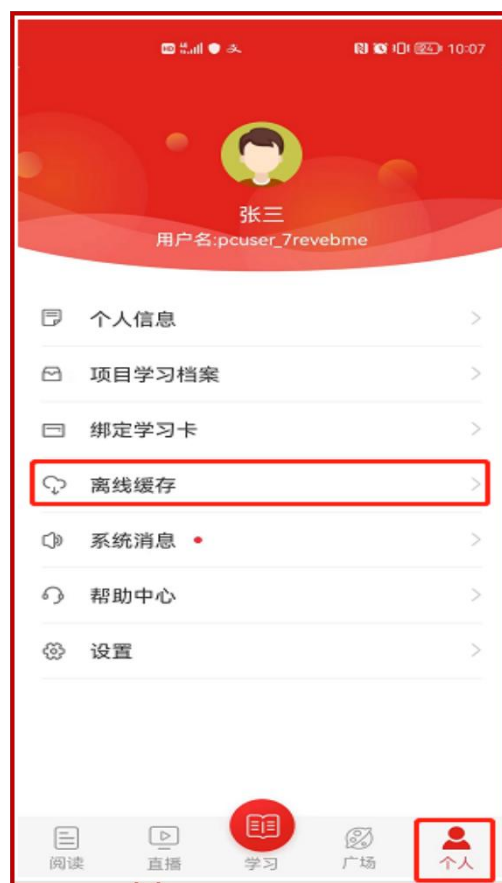 HD 10:07
24
张三
用户名:pcuser_7revebme
个人信息
项目学习档案
绑定学习卡
离线缓存
系统消息
帮助中心
设置
阅读 直播 学习 广场 个人